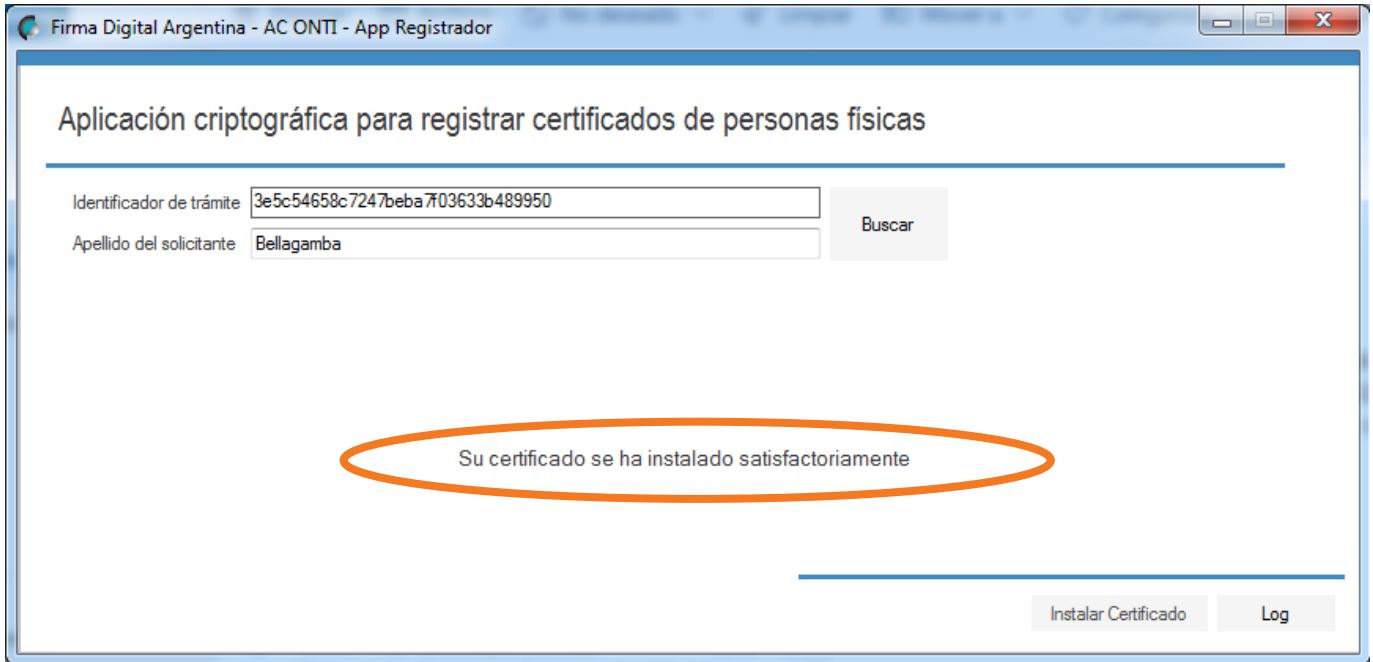 Firma Digital Argentina - AC ONTI - App Registrador
Aplicación criptográfica para registrar certificados de personas físicas
Identificador de trámite 3e5c54658c7247beba7f03633b489950
Buscar
Apellido del solicitante Bellagamba
Su certificado se ha instalado satisfactoriamente
Instalar Certificado Log